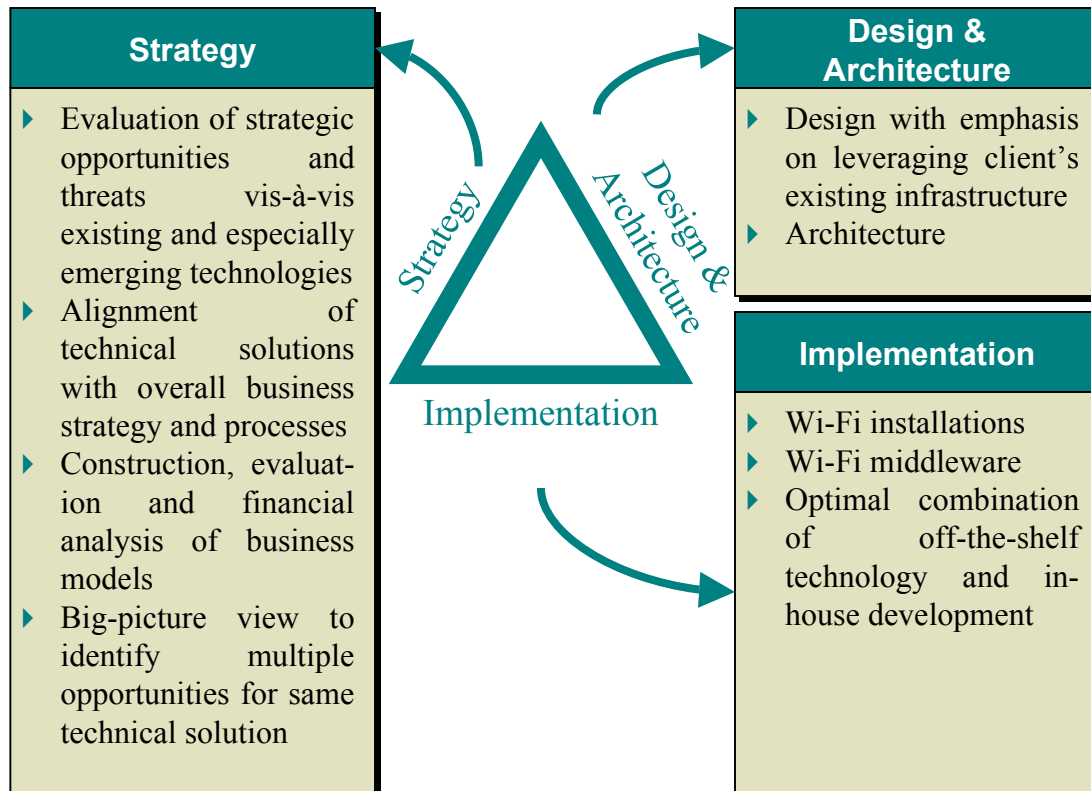 Strategy
Evaluation of strategic
opportunities and
threats vis-à-vis
existing and especially
emerging technologies
Alignment of
technical solutions
with overall business
strategy and processes
Construction, evaluat-
ion and financial
analysis of business
models
Big-picture view to
identify multiple
opportunities for same
technical solution
Strategy
Design &
Architecture
Implementation
Design &
Architecture
Design with emphasis
on leveraging client's
existing infrastructure
Architecture
Implementation
Wi-Fi installations
Wi-Fi middleware
Optimal combination
of off-the-shelf
technology and in-
house development